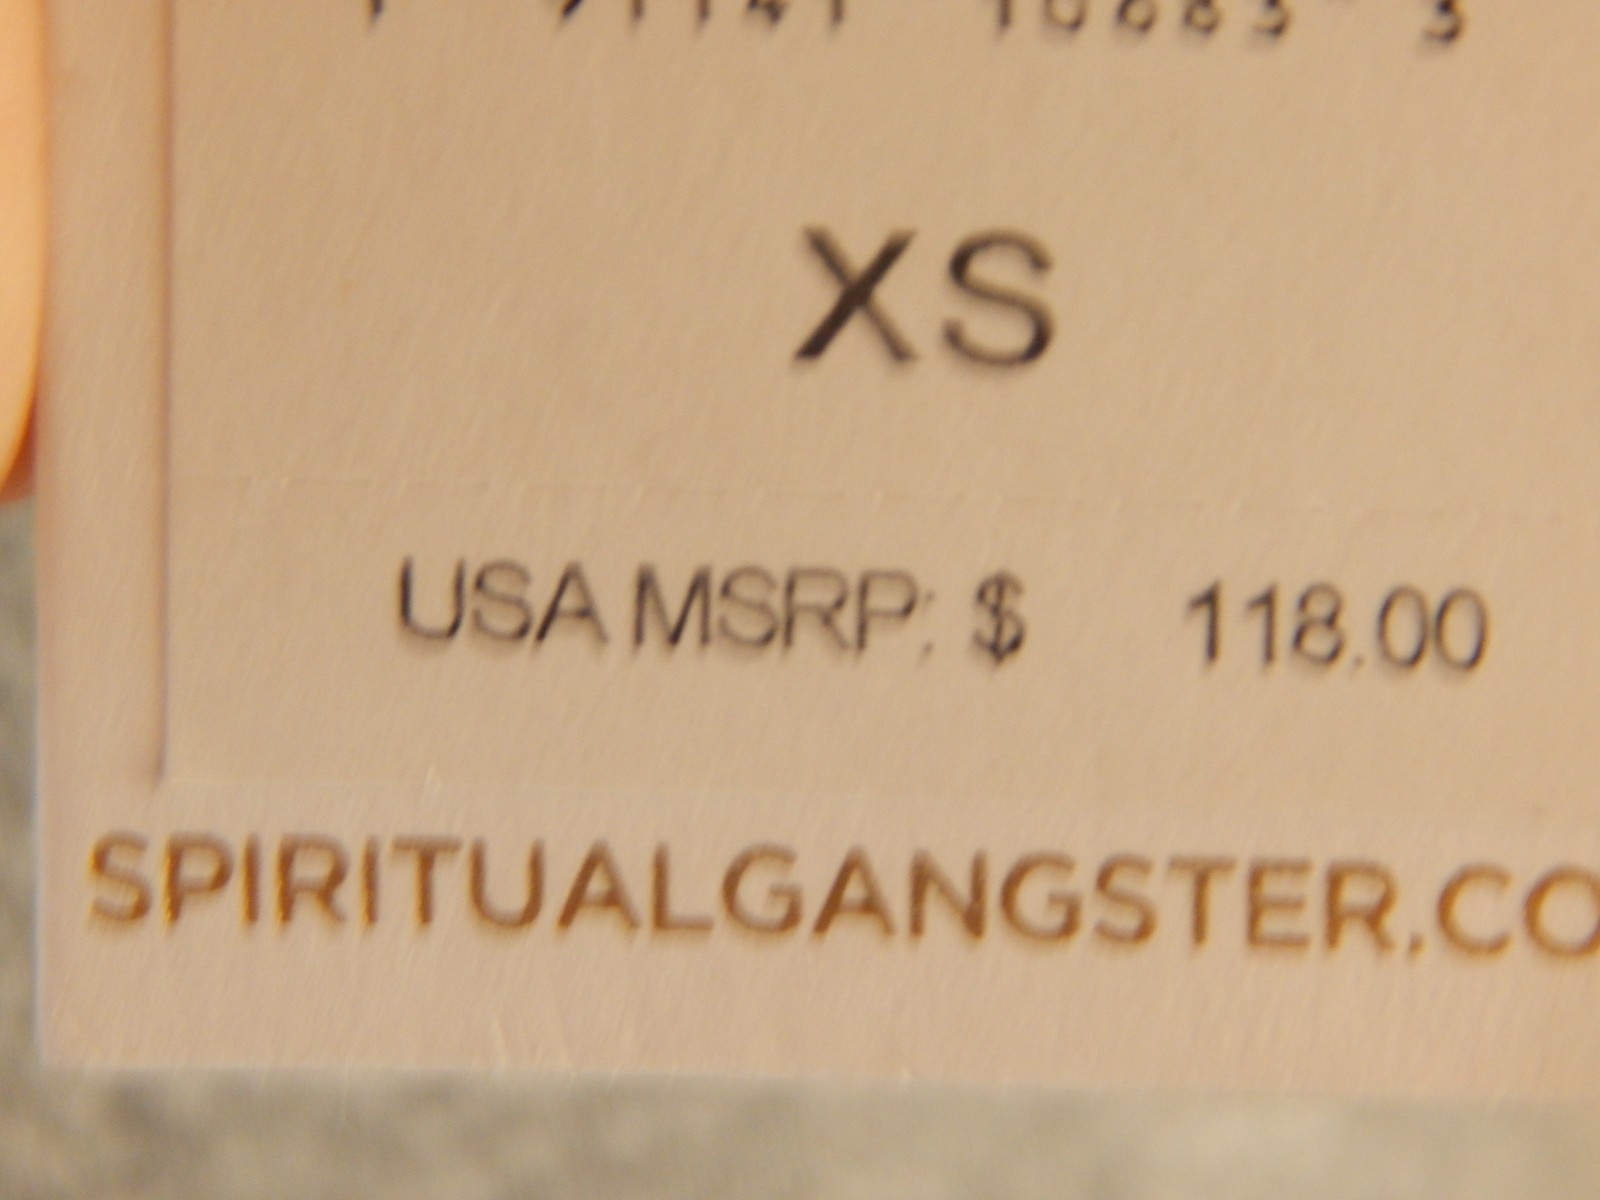 XS
USA MSRP: $ 118.00
SPIRITUALGANGSTER.CO